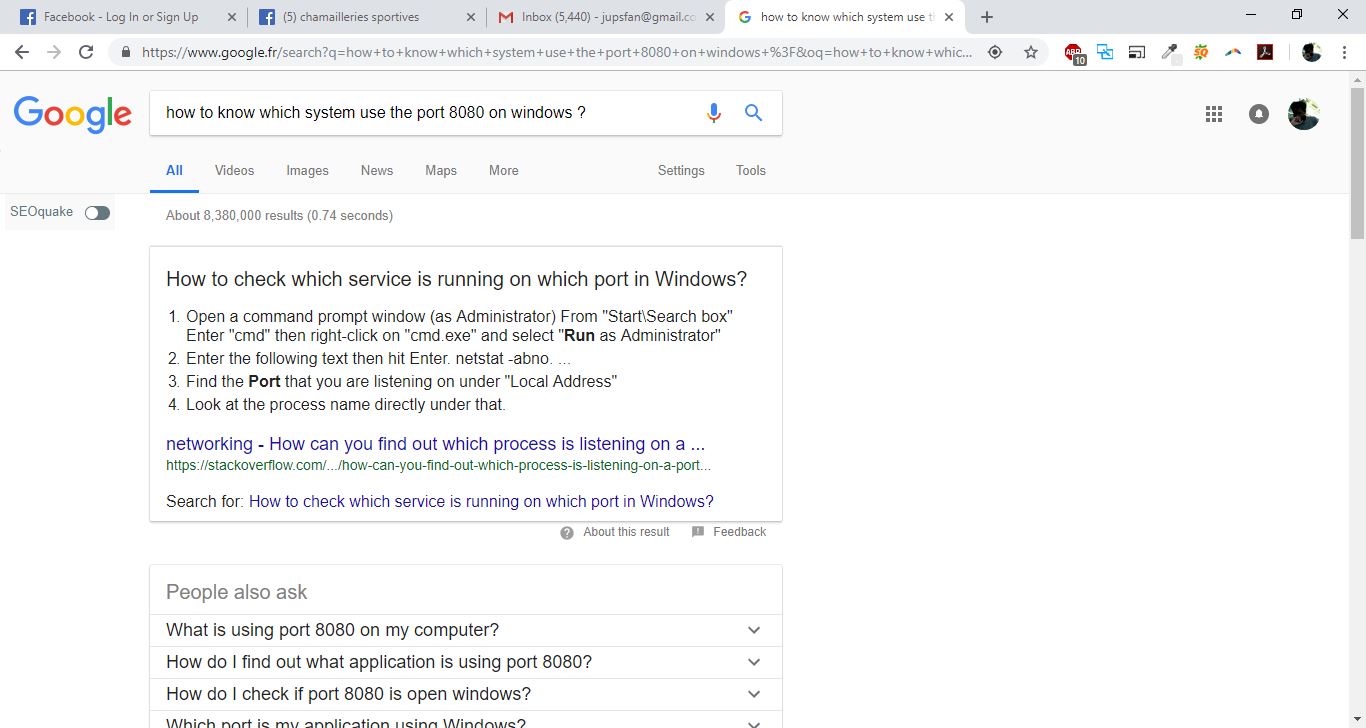 Facebook - Log In or Sign Up
(5) chamailleries sportives
Inbox (5,440) - jupsfan@gmail.co
how to know which system use t
https://www.google.fr/search?q=how+to+know+which+system+use+the+port+8080+on+windows+%3F&oq=how+to+know+whic...
ABP
10
Google
how to know which system use the port 8080 on windows ?
All
Videos
Images
News
Maps
More
Settings
Tools
SEOquake
About 8,380,000 results (0.74 seconds)
How to check which service is running on which port in Windows?
1. Open a command prompt window (as Administrator) From "Start\Search box"
Enter "cmd" then right-click on "cmd.exe" and select "Run as Administrator"
2. Enter the following text then hit Enter. netstat -abno. ...
3. Find the Port that you are listening on under "Local Address"
4. Look at the process name directly under that.
networking - How can you find out which process is listening on a ...
https://stackoverflow.com/.../how-can-you-find-out-which-process-is-listening-on-a-port...
Search for: How to check which service is running on which port in Windows?
About this result
Feedback
People also ask
What is using port 8080 on my computer?
How do I find out what application is using port 8080?
How do I check if port 8080 is open windows?
Which port is my application using Windows?